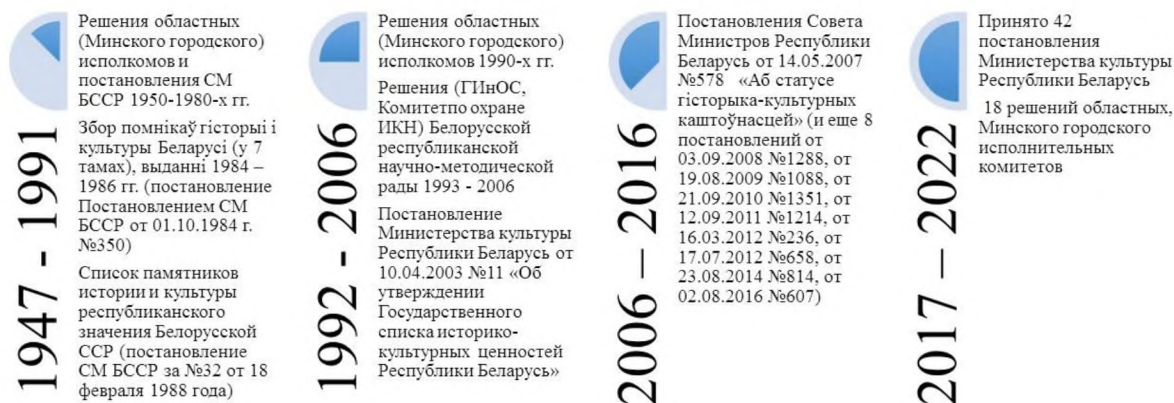 1947 - 1991
Решения областных
(Минского городского)
исполкомов и
постановления СМ
БССР 1950-1980-х гг.
Збор помнікаў гісторыі і
культуры Беларусі (у 7
тамах), выданні 1984 –
1986 гг. (постановление
Постановлением СМ
БССР от 01.10.1984 г.
№350)
Список памятников
истории и культуры
республиканского
значения Белорусской
ССР (постановление
СМ БССР за №32 от 18
февраля 1988 года)
1992 - 2006
Решения областных
(Минского городского)
исполкомов 1990-х гг.
Решения (ГИнОС,
Комитетпо охране
ИКН) Белорусской
республиканской
научно-методической
рады 1993 - 2006
Постановление
Министерства культуры
Республики Беларусь от
10.04.2003 №11 «Об
утверждении
Государственного
списка историко-
культурных ценностей
Республики Беларусь»
2006 – 2016
Постановления Совета
Министров Республики
Беларусь от 14.05.2007
№578 «Аб статусе
гісторыка-культурных
каштоўнасцей» (и еще 8
постановлений от
03.09.2008 №1288, от
19.08.2009 №1088, от
21.09.2010 №1351, от
12.09.2011 №1214, от
16.03.2012 №236, от
17.07.2012 №658, от
23.08.2014 №814, от
02.08.2016 №607)
2017 – 2022
Принято 42
постановления
Министерства культуры
Республики Беларусь
18 решений областных,
Минского городского
исполнительных
комитетов